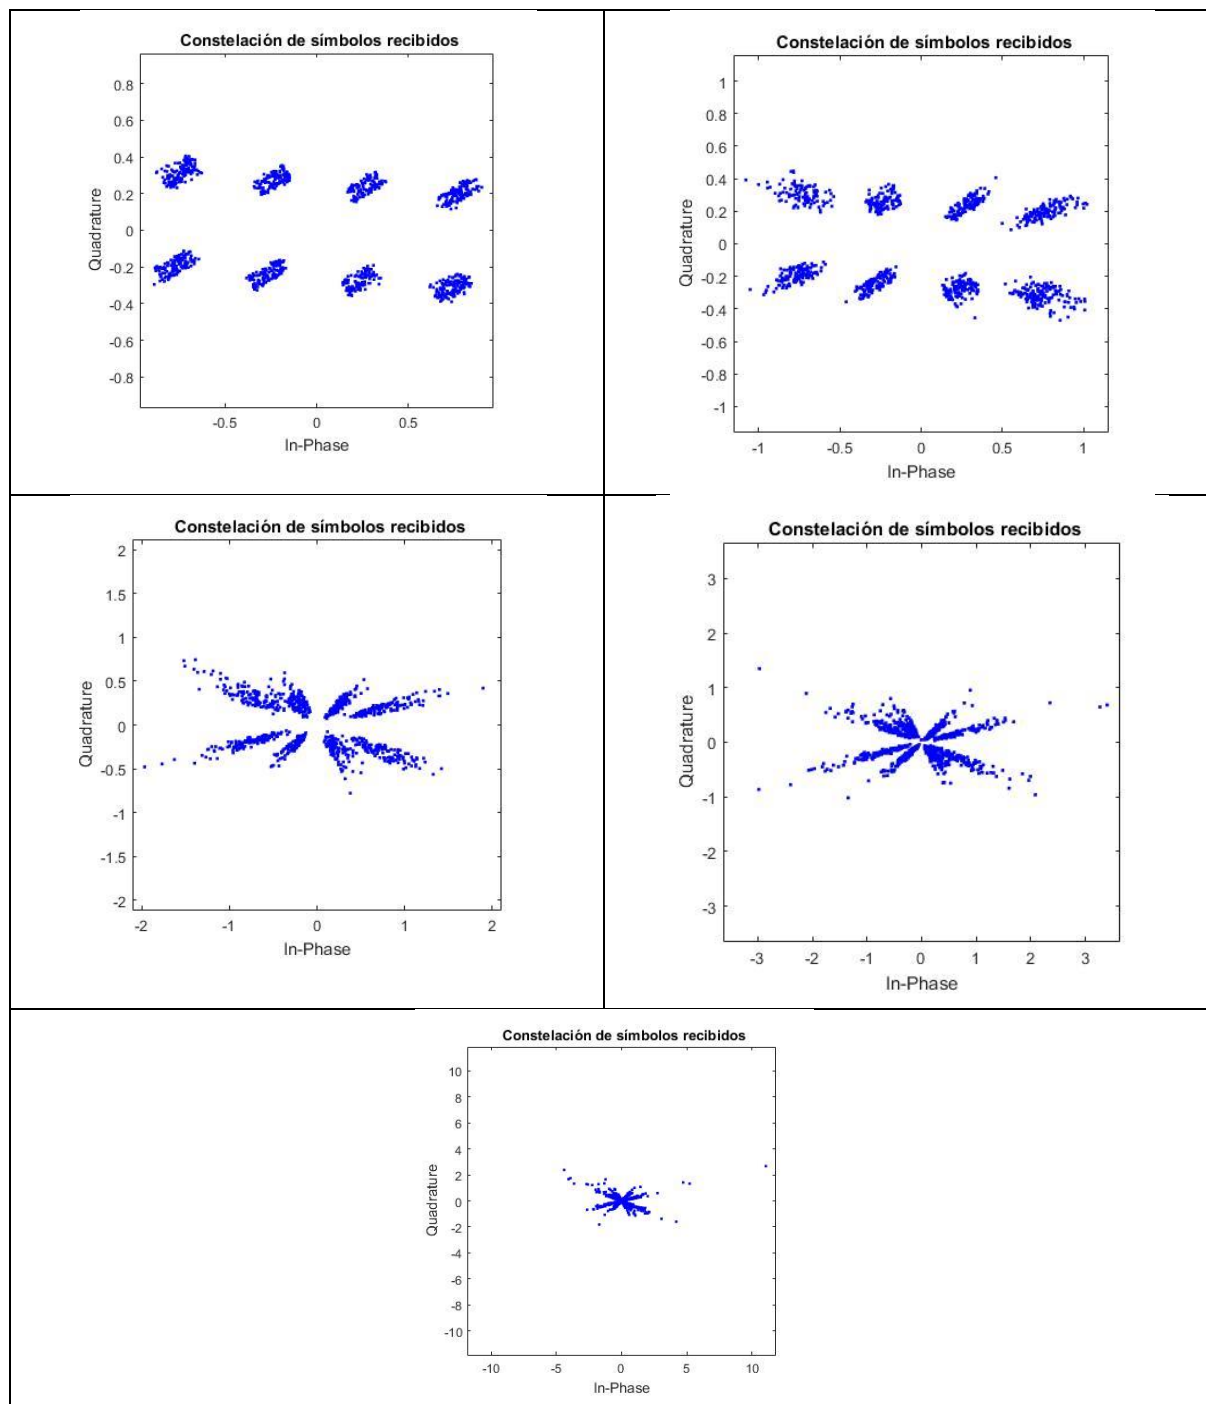 Constelación de símbolos recibidos
0.8
0.6
0.4
0.2
0
-0.2
-0.4
-0.6
-0.8
Quadrature
-0.5 0 0.5
In-Phase
Constelación de símbolos recibidos
1
0.8
0.6
0.4
0.2
0
-0.2
-0.4
-0.6
-0.8
-1
Quadrature
-1 -0.5 0 0.5 1
In-Phase
Constelación de símbolos recibidos
2
1.5
1
0.5
0
-0.5
-1
-1.5
-2
Quadrature
-2 -1 0 1 2
In-Phase
Constelación de símbolos recibidos
3
2
1
0
-1
-2
-3
Quadrature
-3 -2 -1 0 1 2 3
In-Phase
Constelación de símbolos recibidos
10
8
6
4
2
0
-2
-4
-6
-8
-10
Quadrature
-10 -5 0 5 10
In-Phase